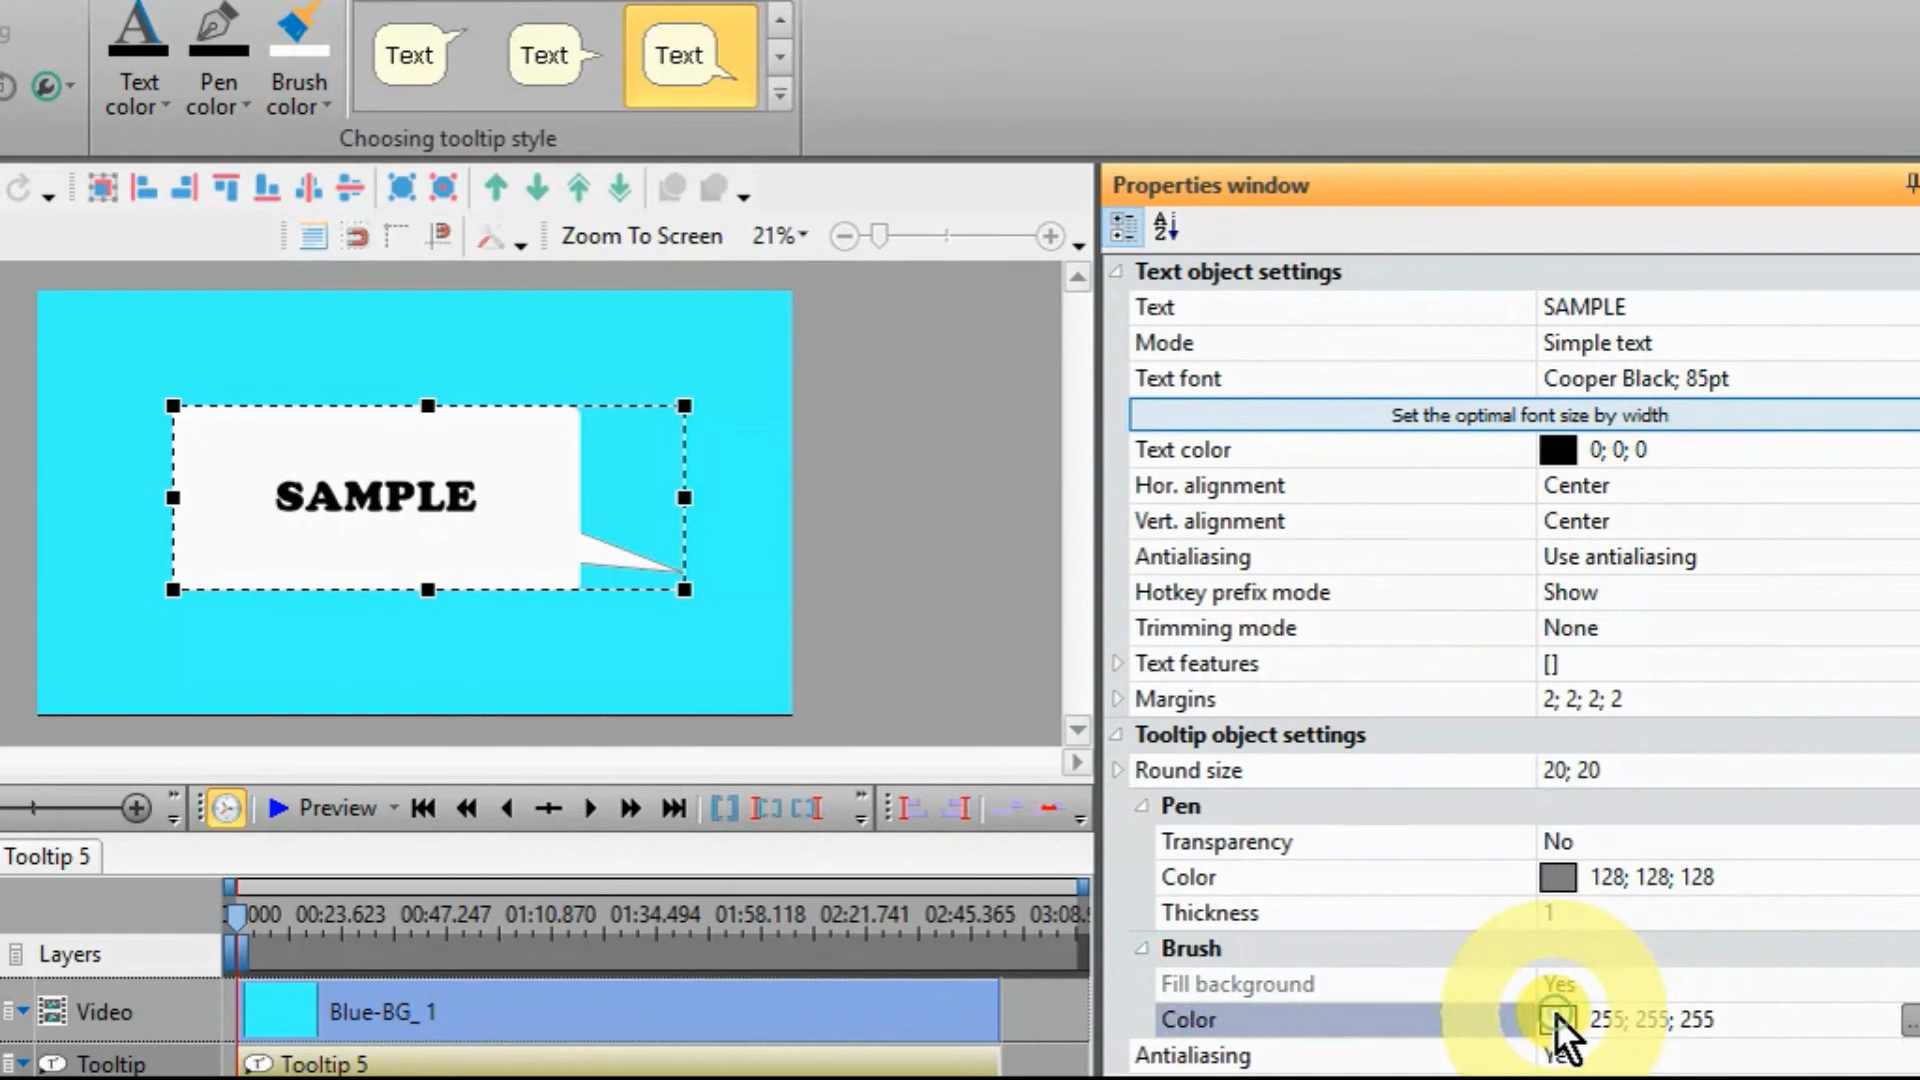 g
Text color
Pen color
Brush color
Text
Text
Text
Choosing tooltip style
Zoom To Screen 21%
Properties window
Text object settings
Text SAMPLE
Mode Simple text
Text font Cooper Black; 85pt
Set the optimal font size by width
Text color 0; 0; 0
Hor. alignment Center
Vert. alignment Center
Antialiasing Use antialiasing
Hotkey prefix mode Show
Trimming mode None
Text features []
Margins 2; 2; 2; 2
Tooltip object settings
Round size 20; 20
Pen
Transparency No
Color 128; 128; 128
Thickness 1
Brush
Fill background Yes
Color 255; 255; 255
Antialiasing
SAMPLE
Preview
Tooltip 5
000 00:23.623 00:47.247 01:10.870 01:34.494 01:58.118 02:21.741 02:45.365 03:08.9
Layers
Video Blue-BG_ 1
Tooltip Tooltip 5